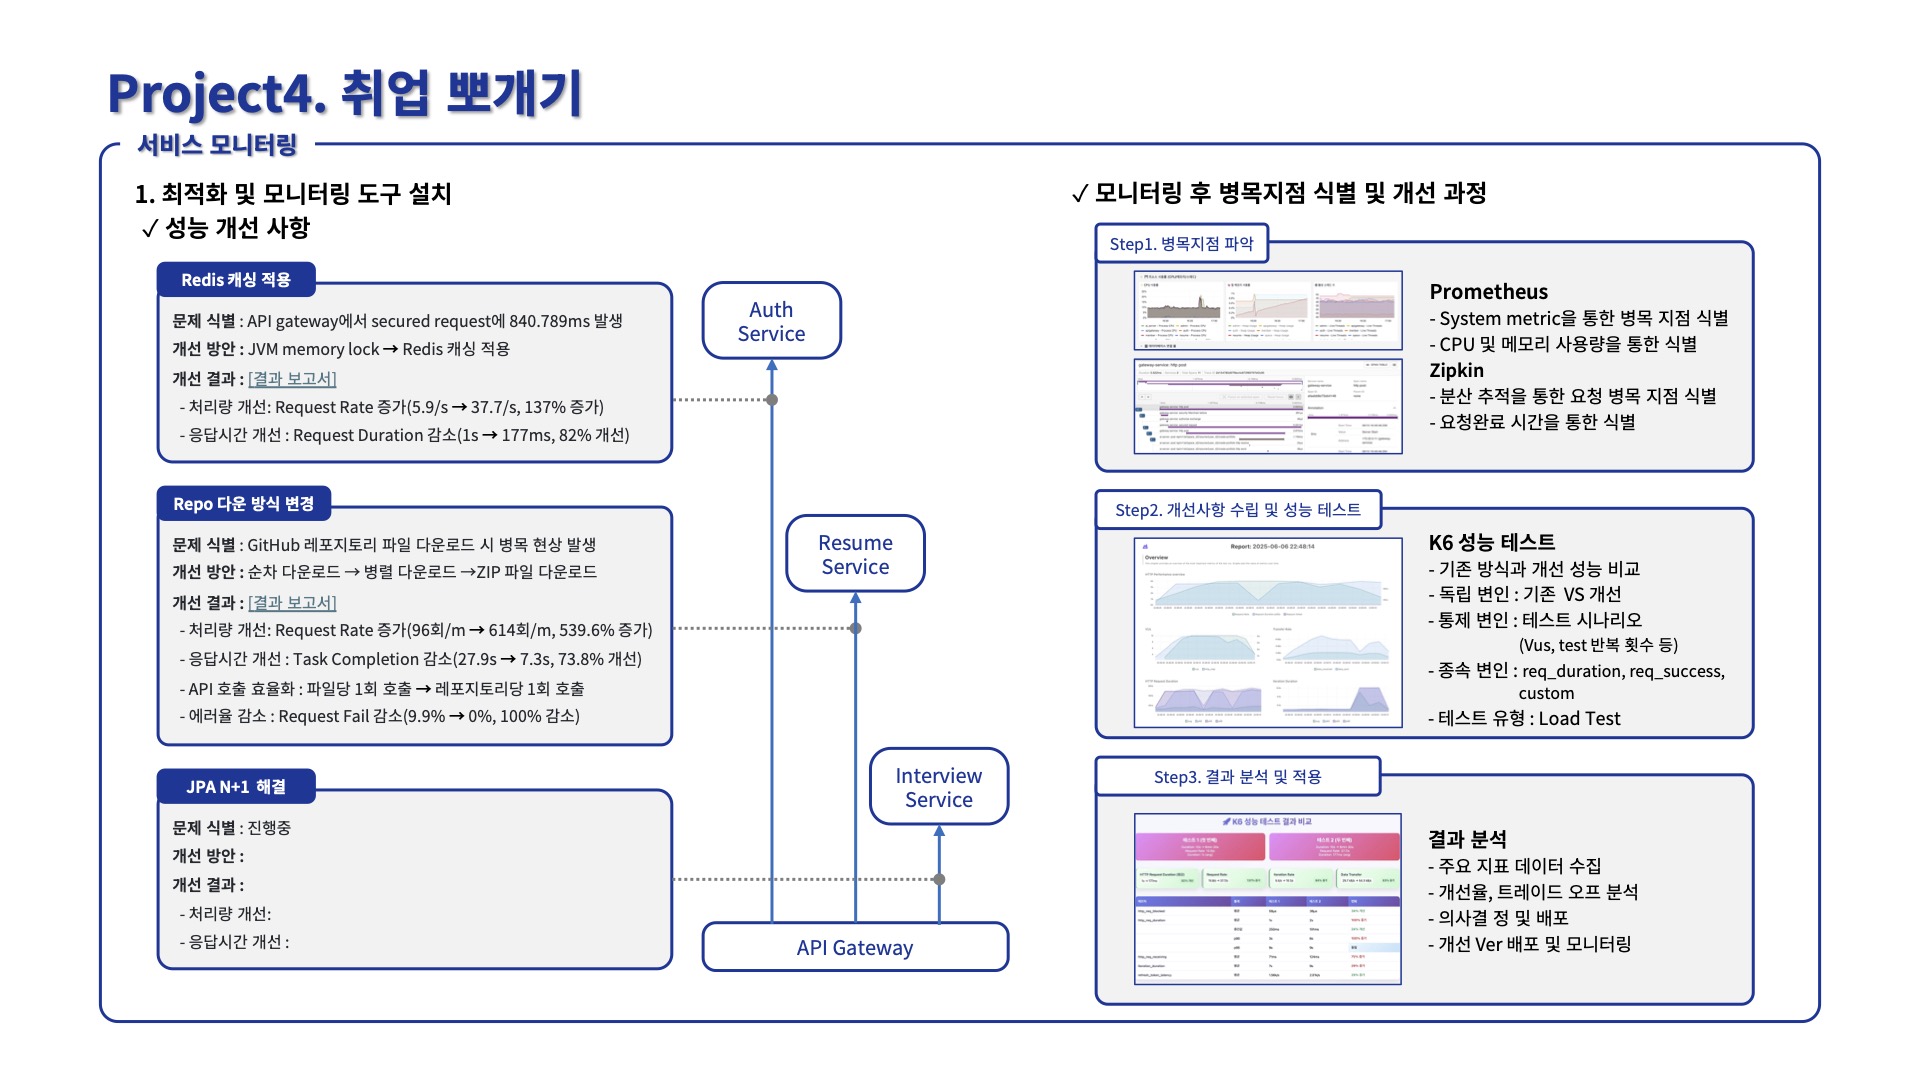 Project4. 취업 뽀개기
서비스 모니터링
1. 최적화 및 모니터링 도구 설치
✓ 성능 개선 사항
Redis 캐싱 적용
문제 식별 : API gateway에서 secured request에 840.789ms 발생
개선 방안 : JVM memory lock → Redis 캐싱 적용
개선 결과 : [결과 보고서]
- 처리량 개선: Request Rate 증가(5.9/s → 37.7/s, 137% 증가)
- 응답시간 개선 : Request Duration 감소(1s → 177ms, 82% 개선)
Repo 다운 방식 변경
문제 식별 : GitHub 레포지토리 파일 다운로드 시 병목 현상 발생
개선 방안 : 순차 다운로드 → 병렬 다운로드 →ZIP 파일 다운로드
개선 결과 : [결과 보고서]
- 처리량 개선: Request Rate 증가(96회/m → 614회/m, 539.6% 증가)
- 응답시간 개선 : Task Completion 감소(27.9s → 7.3s, 73.8% 개선)
- API 호출 효율화 : 파일당 1회 호출 → 레포지토리당 1회 호출
- 에러율 감소 : Request Fail 감소(9.9% → 0%, 100% 감소)
JPA N+1 해결
문제 식별 : 진행중
개선 방안 :
개선 결과 :
- 처리량 개선:
- 응답시간 개선 :
Auth
Service
Resume
Service
Interview
Service
API Gateway
✓ 모니터링 후 병목지점 식별 및 개선 과정
Step1. 병목지점 파악
gateway-service: http post
Prometheus
- System metric을 통한 병목 지점 식별
- CPU 및 메모리 사용량을 통한 식별
Zipkin
- 분산 추적을 통한 요청 병목 지점 식별
- 요청완료 시간을 통한 식별
Step2. 개선사항 수립 및 성능 테스트
Report: 2025-06-06 22:48:14
Overview
K6 성능 테스트
- 기존 방식과 개선 성능 비교
- 독립 변인 : 기존 VS 개선
- 통제 변인 : 테스트 시나리오
(Vus, test 반복 횟수 등)
- 종속 변인 : req_duration, req_success,
custom
- 테스트 유형 : Load Test
Step3. 결과 분석 및 적용
K6 성능 테스트 결과 비교
결과 분석
- 주요 지표 데이터 수집
- 개선율, 트레이드 오프 분석
- 의사결 정 및 배포
- 개선 Ver 배포 및 모니터링